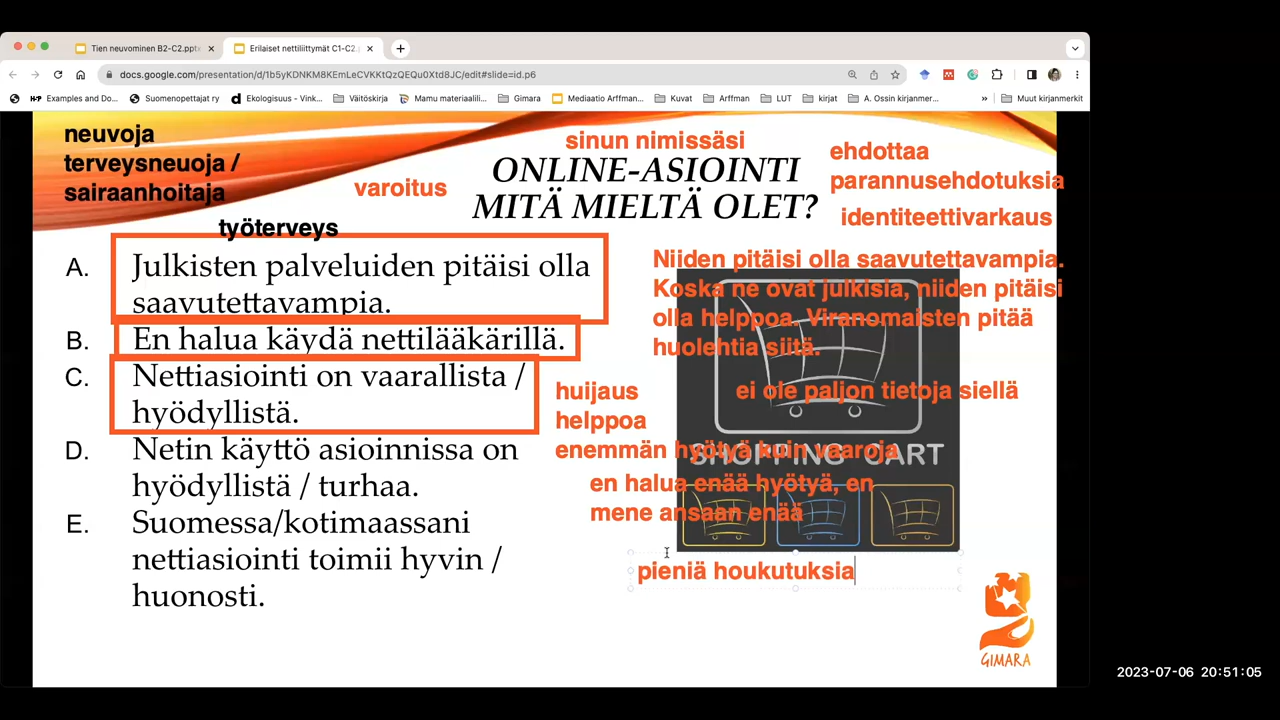 Tien neuvominen B2-C2.pptx
Erilaiset nettiliittymät C1-C2.
docs.google.com/presentation/d/1b5yKDNKM8KEmLeCVKKtQzQEQu0Xtd8JC/edit#slide=id.p6
Examples and Do...
Suomenopettajat ry
Ekologisuus - Vink...
Väitöskirja
Mamu materiaalili...
Gimara
Mediaatio Arffman...
Kuvat
Arffman
LUT
kirjat
A. Ossin kirjanmer...
»
Muut kirjanmerkit
neuvoja
terveysneuoja /
sairaanhoitaja
työterveys
varoitus
sinun nimissäsi
ONLINE-ASIOINTI
MITÄ MIELTÄ OLET?
ehdottaa
parannusehdotuksia
identiteettivarkaus
A. Julkisten palveluiden pitäisi olla
saavutettavampia.
B. En halua käydä nettilääkärillä.
C. Nettiasiointi on vaarallista /
hyödyllistä.
D. Netin käyttö asioinnissa on
hyödyllistä / turhaa.
E. Suomessa/kotimaassani
nettiasiointi toimii hyvin /
huonosti.
Niiden pitäisi olla saavutettavampia.
Koska ne ovat julkisia, niiden pitäisi
olla helppoa. Viranomaisten pitää
huolehtia siitä.
huijaus
helppoa
enemmän hyötyä kuin vaaroja
ei ole paljon tietoja siellä
SHOPPING CART
en halua enää hyötyä, en
mene ansaan enää
pieniä houkutuksia
GIMARA
2023-07-06 20:51:05